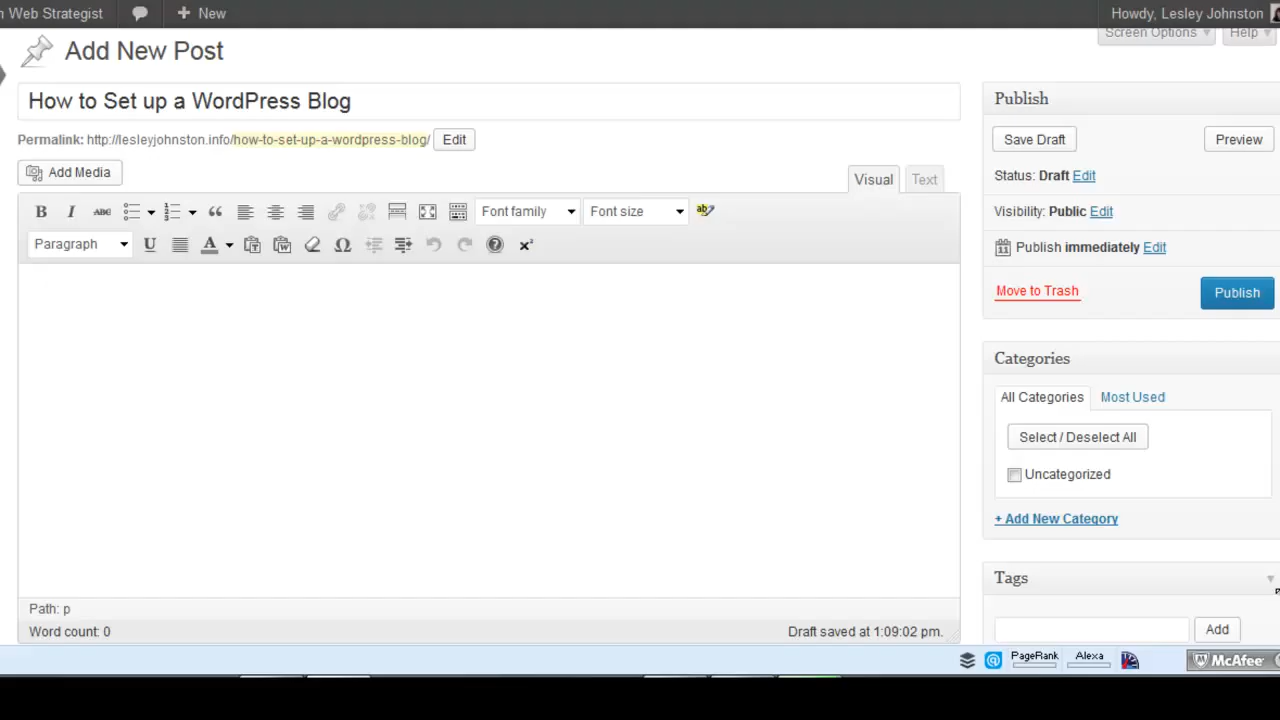 n Web Strategist
New
Howdy, Lesley Johnston
Screen Options
Help
Add New Post
How to Set up a WordPress Blog
Permalink: http://lesleyjohnston.info/how-to-set-up-a-wordpress-blog/ Edit
Add Media
Visual Text
B I ABC Font family Font size
Paragraph U A
Path: p
Word count: 0
Draft saved at 1:09:02 pm.
Publish
Save Draft Preview
Status: Draft Edit
Visibility: Public Edit
11 Publish immediately Edit
Move to Trash Publish
Categories
All Categories Most Used
Select / Deselect All
Uncategorized
+ Add New Category
Tags
Add
PageRank Alexa McAfee